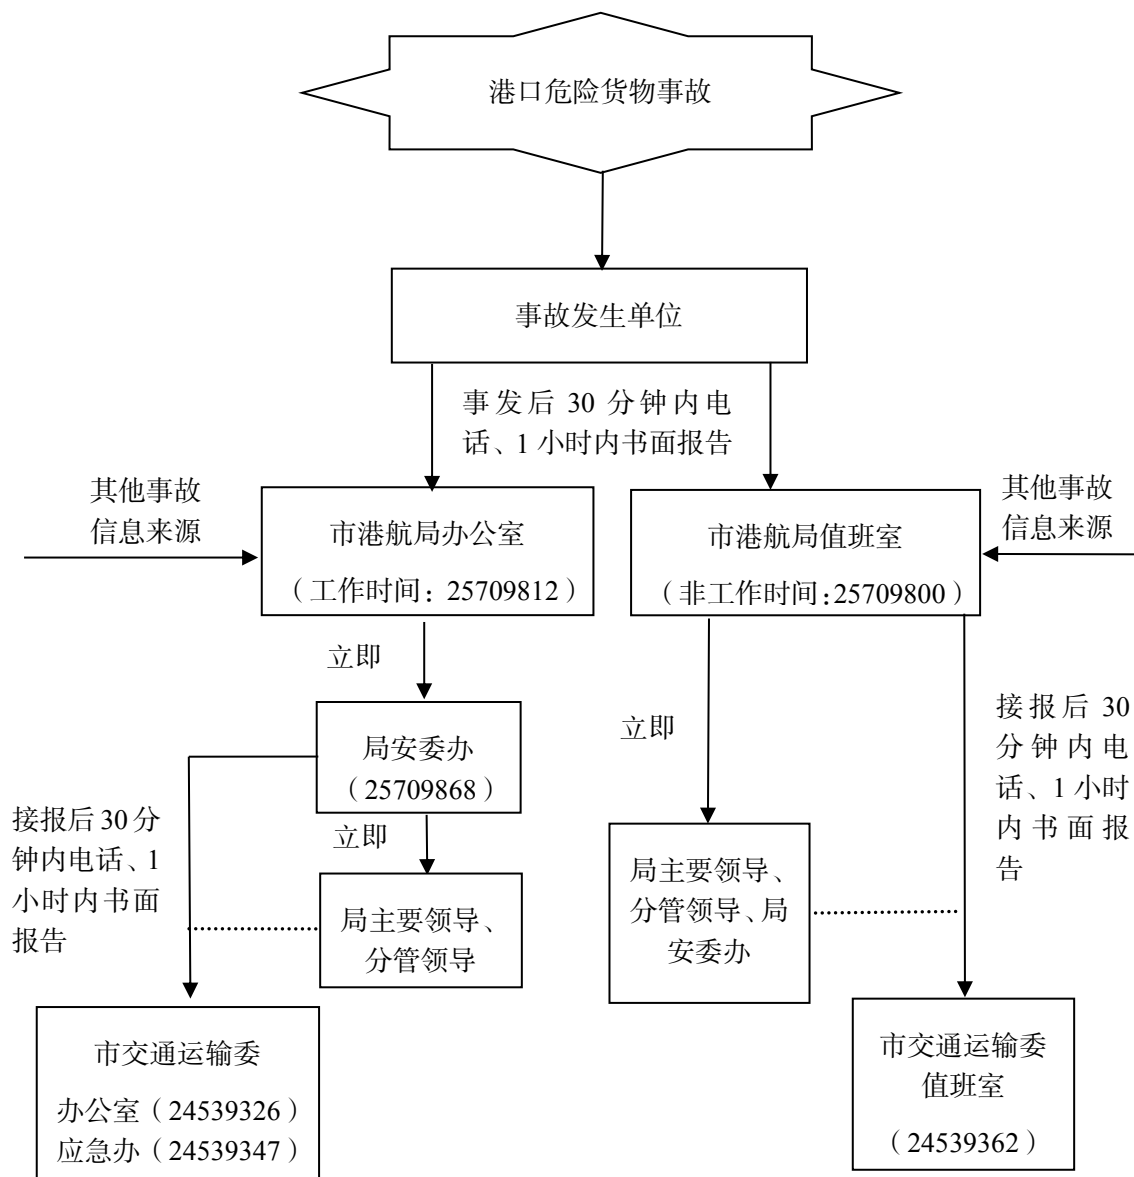 港口危险货物事故
事故发生单位
事发后 30 分钟内电
话、1 小时内书面报告
其他事故
信息来源
市港航局办公室
（工作时间：25709812）
市港航局值班室
（非工作时间：25709800）
其他事故
信息来源
立即
局安委办
（25709868）
立即
接报后 30 分
钟内电话、1
小时内书面
报告
局主要领导、
分管领导
市交通运输委
办公室（24539326）
应急办（24539347）
立即
局主要领导、
分管领导、局
安委办
接报后 30
分钟内电
话、1 小时
内书面报
告
市交通运输委
值班室
（24539362）